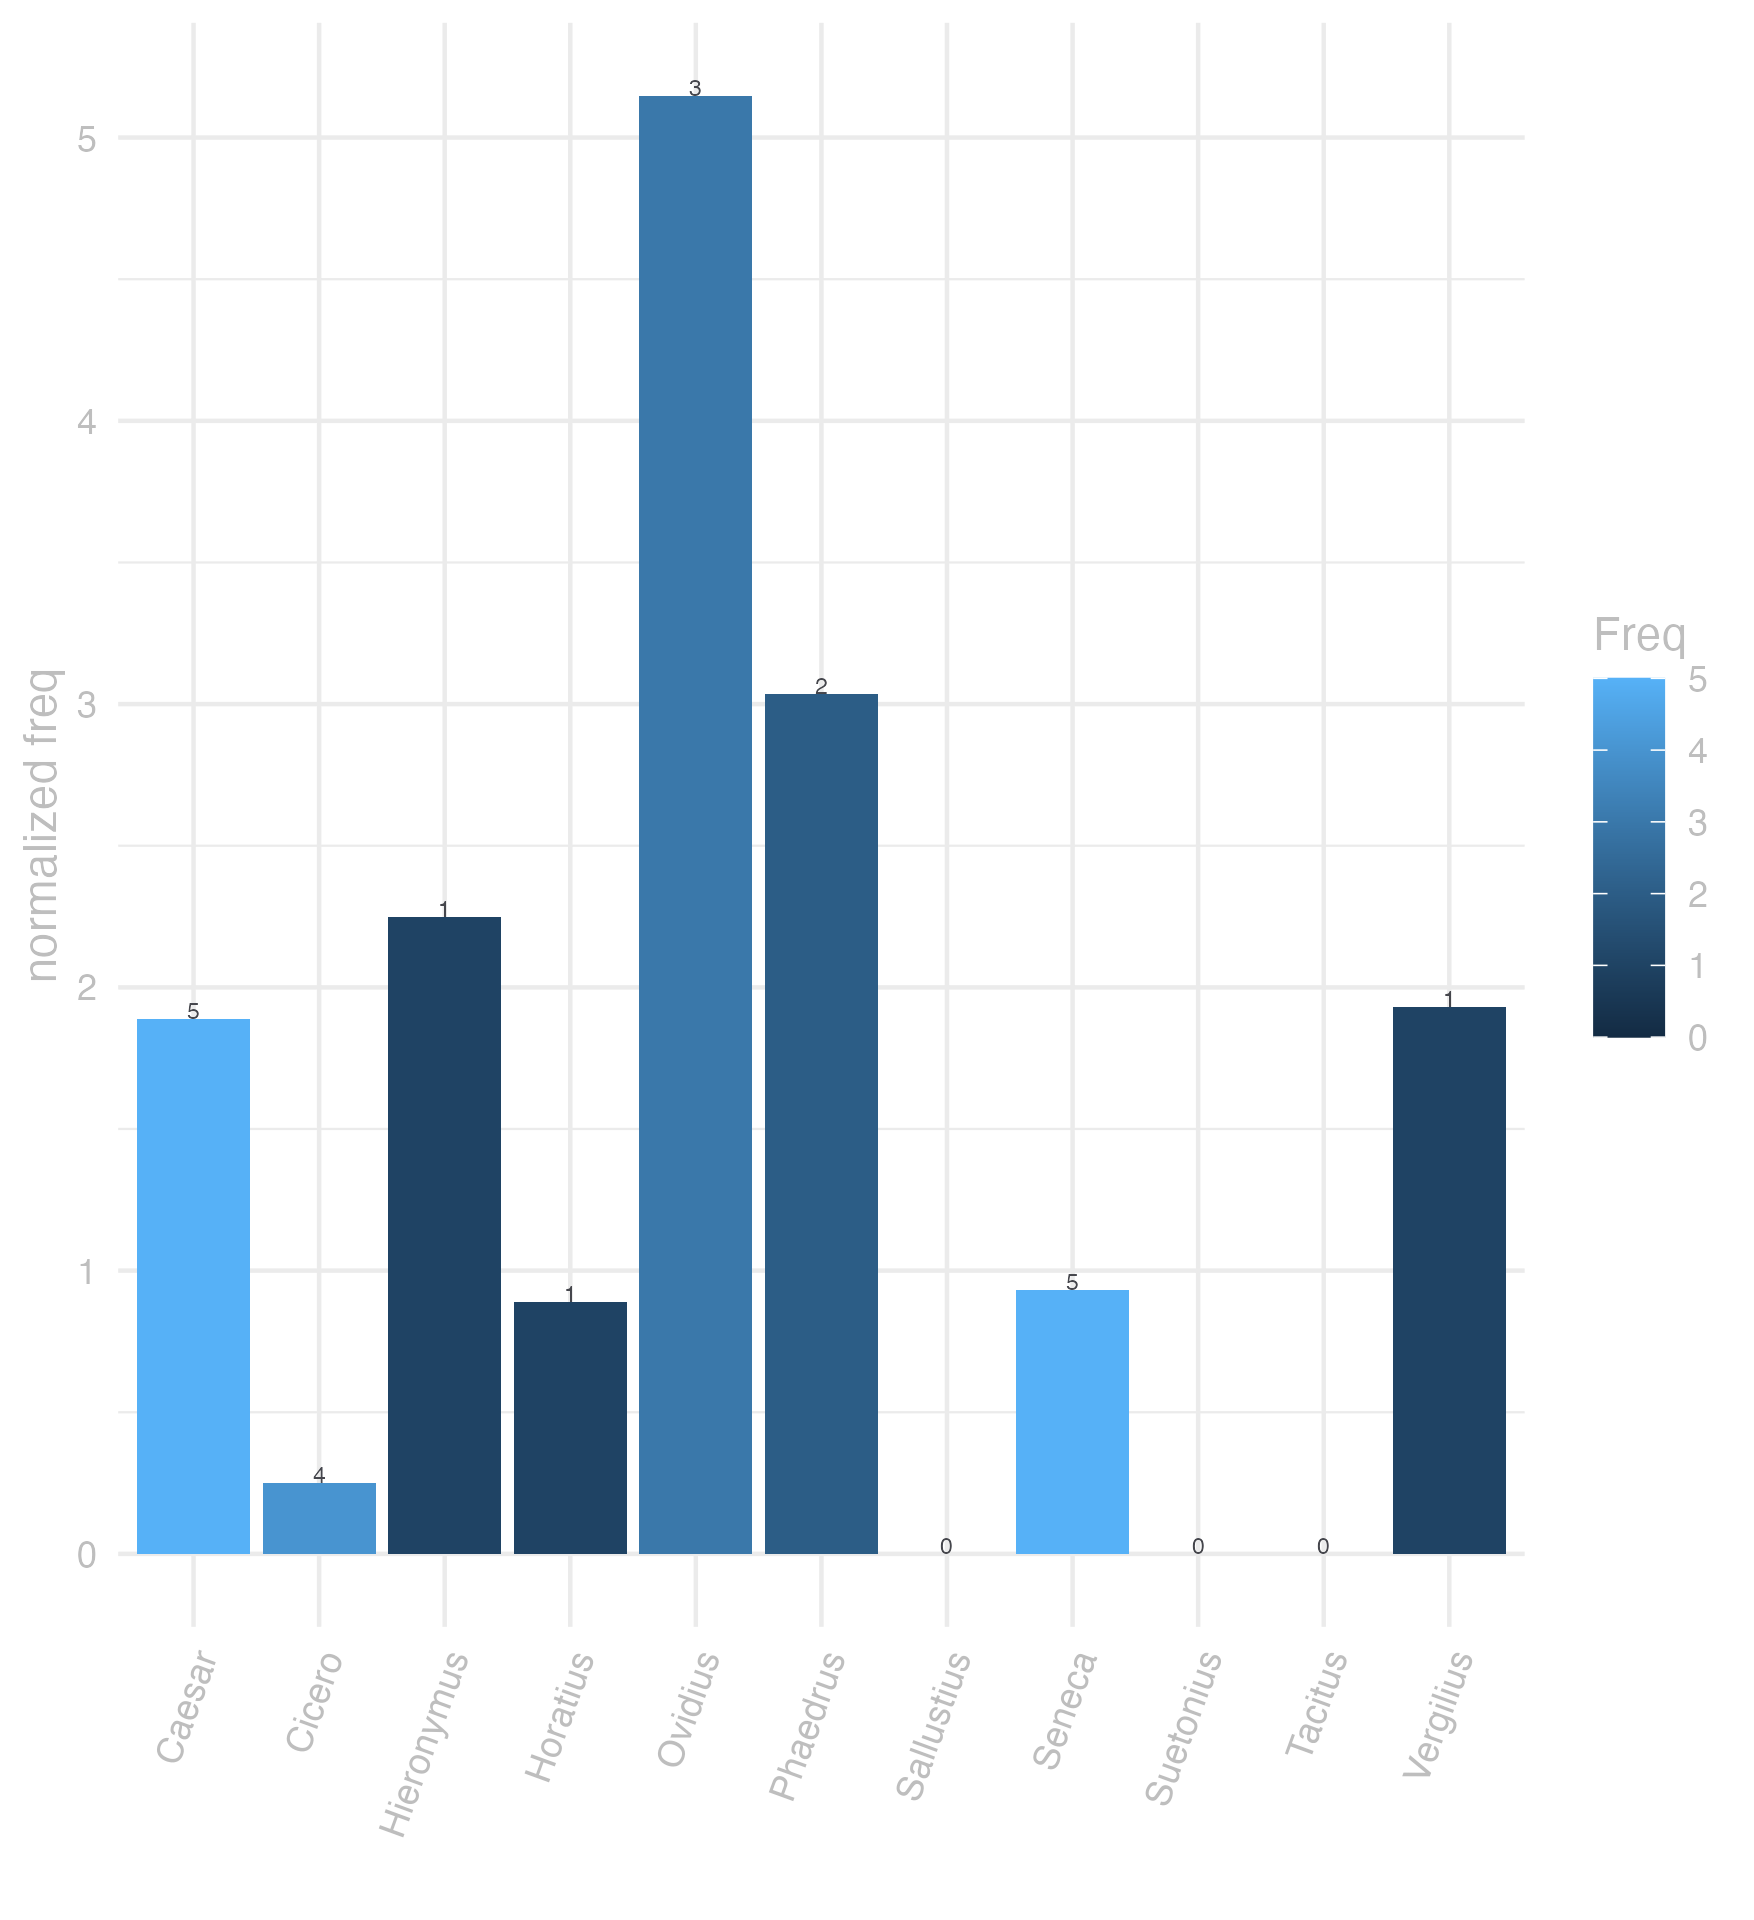 3
5
4
3
2
1
0
normalized freq
2
1
5
1
1
5
4
0
0
0
Freq
5
4
3
2
1
0
Caesar
Cicero
Hieronymus
Horatius
Ovidius
Phaedrus
Sallustius
Seneca
Suetonius
Tacitus
Vergilius